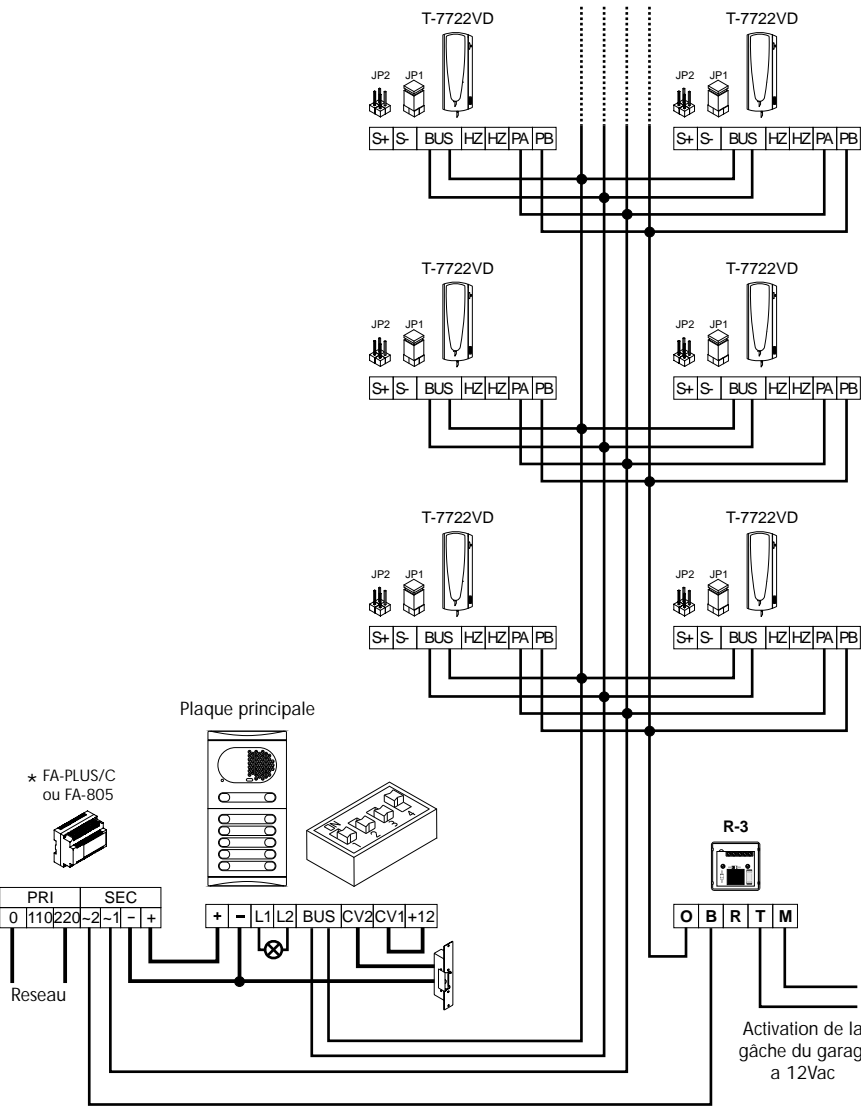 T-7722VD
T-7722VD
JP2 JP1
JP2 JP1
S+ S- BUS HZ HZ PA PB
S+ S- BUS HZ HZ PA PB
T-7722VD
T-7722VD
JP2 JP1
JP2 JP1
S+ S- BUS HZ HZ PA PB
S+ S- BUS HZ HZ PA PB
T-7722VD
T-7722VD
JP2 JP1
JP2 JP1
S+ S- BUS HZ HZ PA PB
S+ S- BUS HZ HZ PA PB
Plaque principale
* FA-PLUS/C
ou FA-805
1 2 3 4
R-3
PRI SEC
0 110 220 ~2 ~1 - +
+ - L1 L2 BUS CV2 CV1 +12
O B R T M
Reseau
Activation de la
gâche du garag
a 12Vac